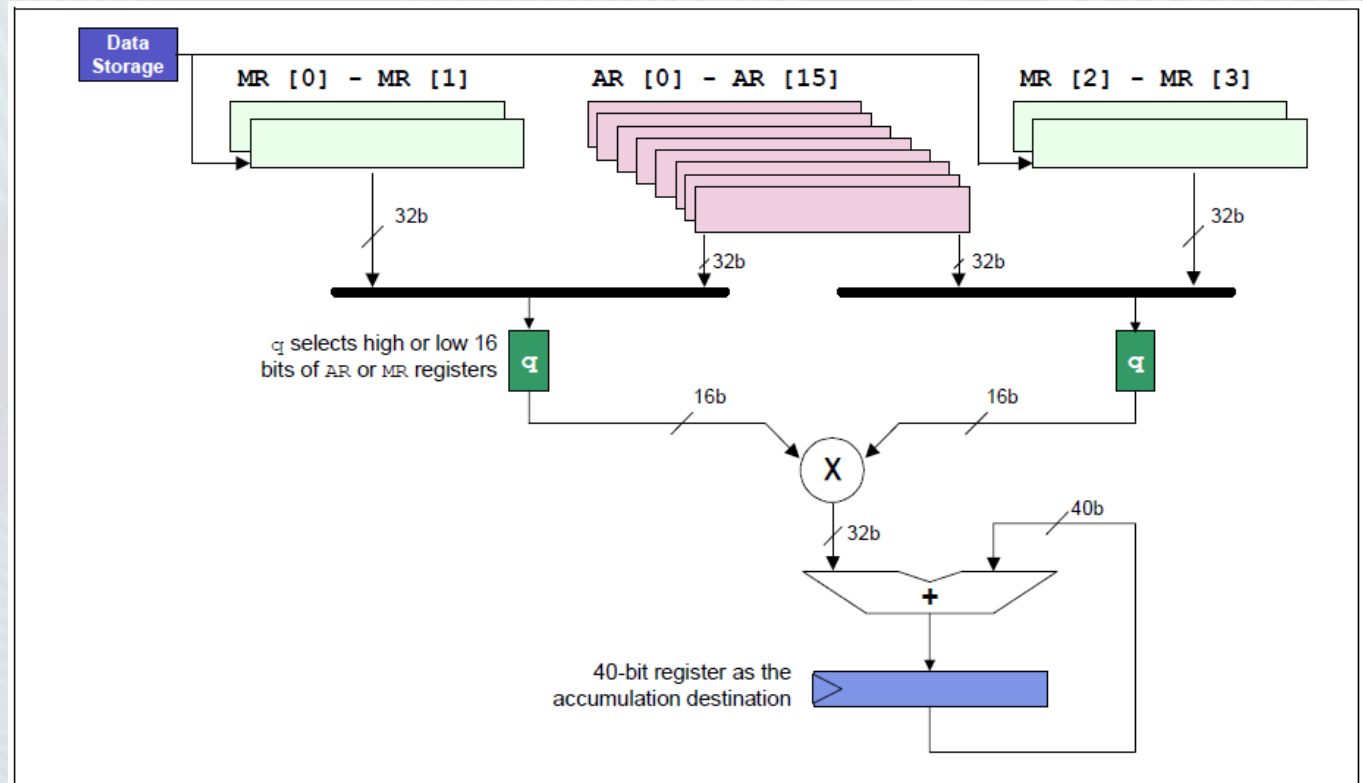 Data
Storage
MR [0] - MR [1]
AR [0] - AR [15]
MR [2] - MR [3]
32b
32b
32b
32b
q selects high or low 16
bits of AR or MR registers
q
q
16b
16b
X
32b
40b
+
40-bit register as the
accumulation destination